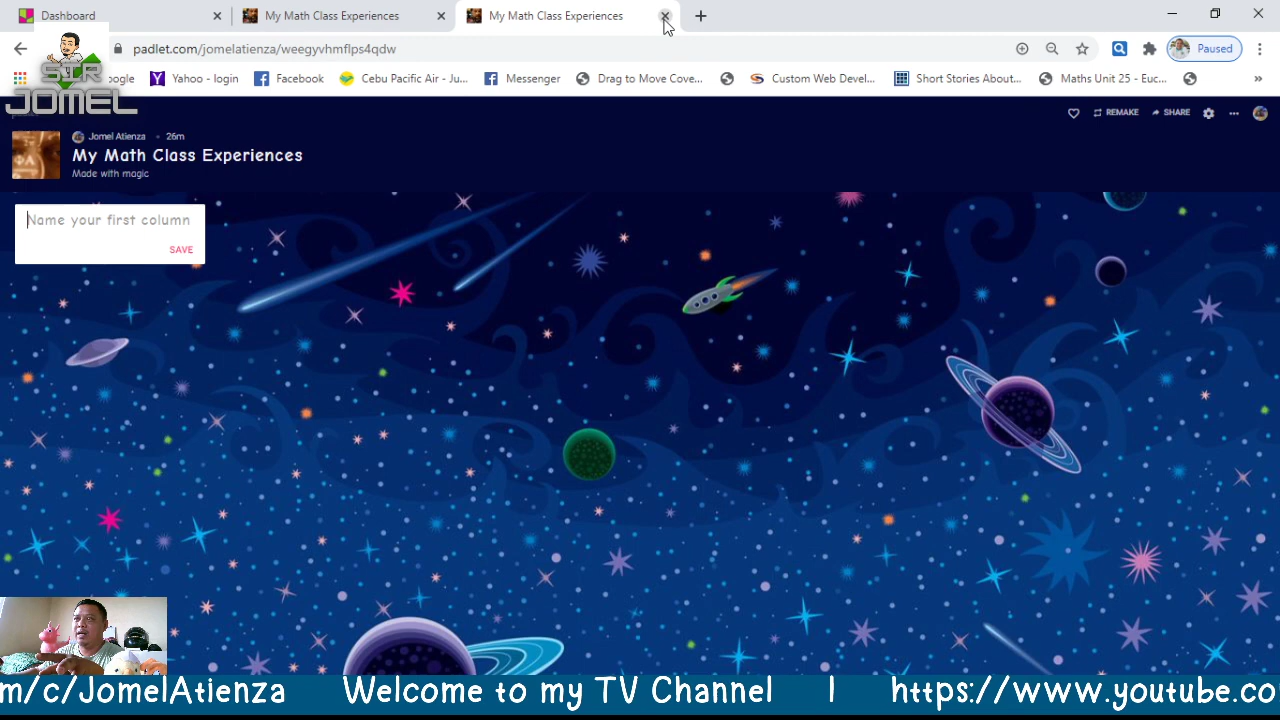 Dashboard
My Math Class Experiences
My Math Class Experiences
padlet.com/jomelatienza/weegyvhmflps4qdw
Paused
SIR
JOMEL
ogle
Yahoo - login
Facebook
Cebu Pacific Air - Ju...
Messenger
Drag to Move Cove...
Custom Web Devel...
Short Stories About...
Maths Unit 25 - Euc...
»
Jomel Atienza • 26m
My Math Class Experiences
Made with magic
REMAKE
SHARE
Name your first column
SAVE
m/c/JomelAtienza Welcome to my TV Channel | https://www.youtube.co